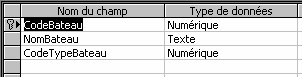 Nom du champ Type de données
CodeBateau Numérique
NomBateau Texte
CodeTypeBateau Numérique